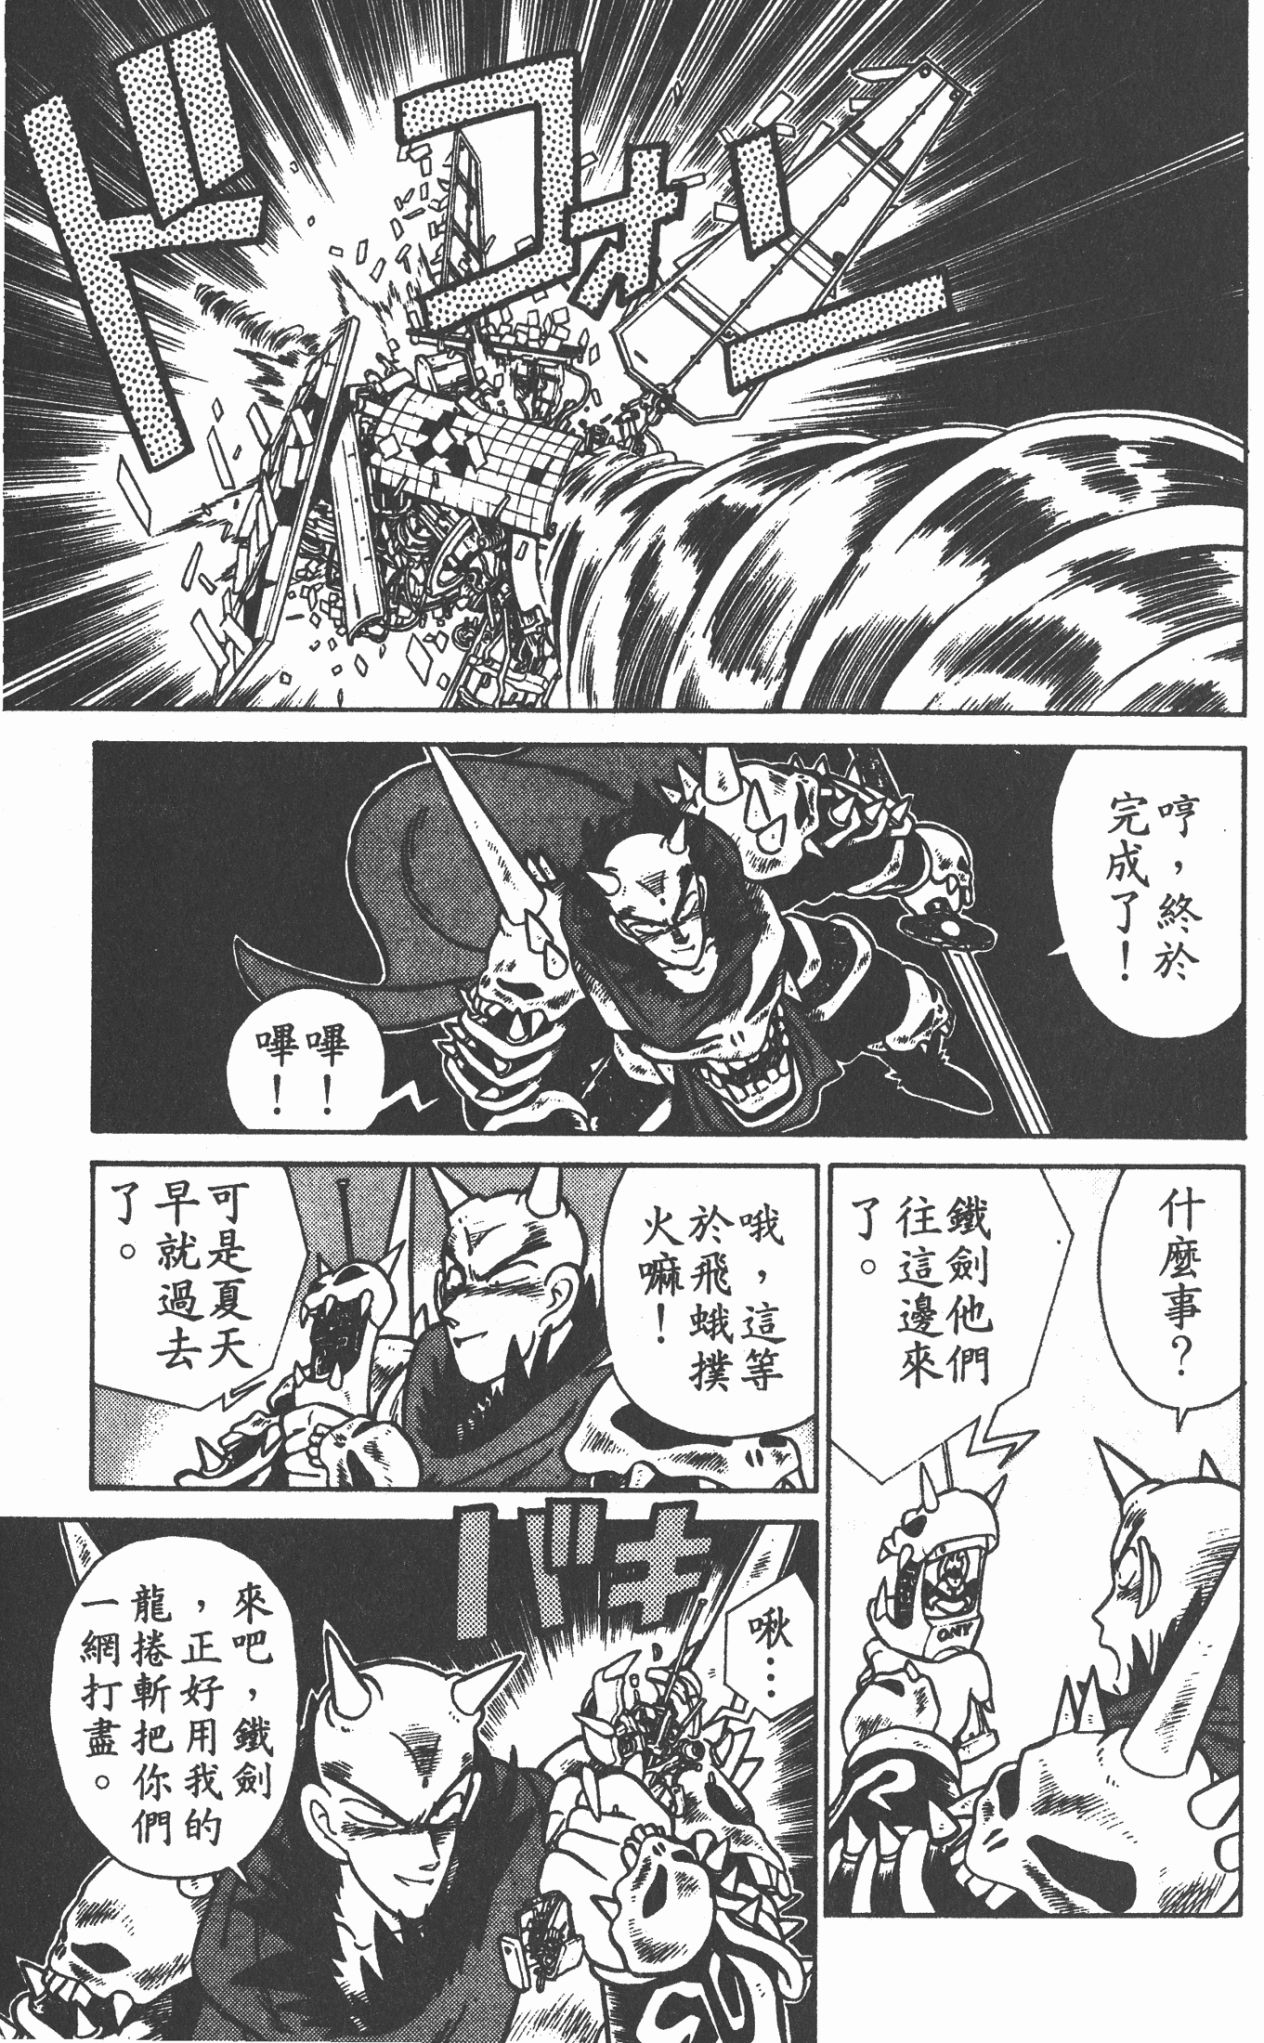 ドフォン
哼，終於
完成了！
嗶！
嗶！
什麼事？
鐵劍他們
往這邊來
了。
哦，這等
於飛蛾撲
火嘛！
可是夏天
早就過去
了。
バキ
啾…
來吧，鐵劍
，正好用我的
龍捲斬把你們
一網打盡。